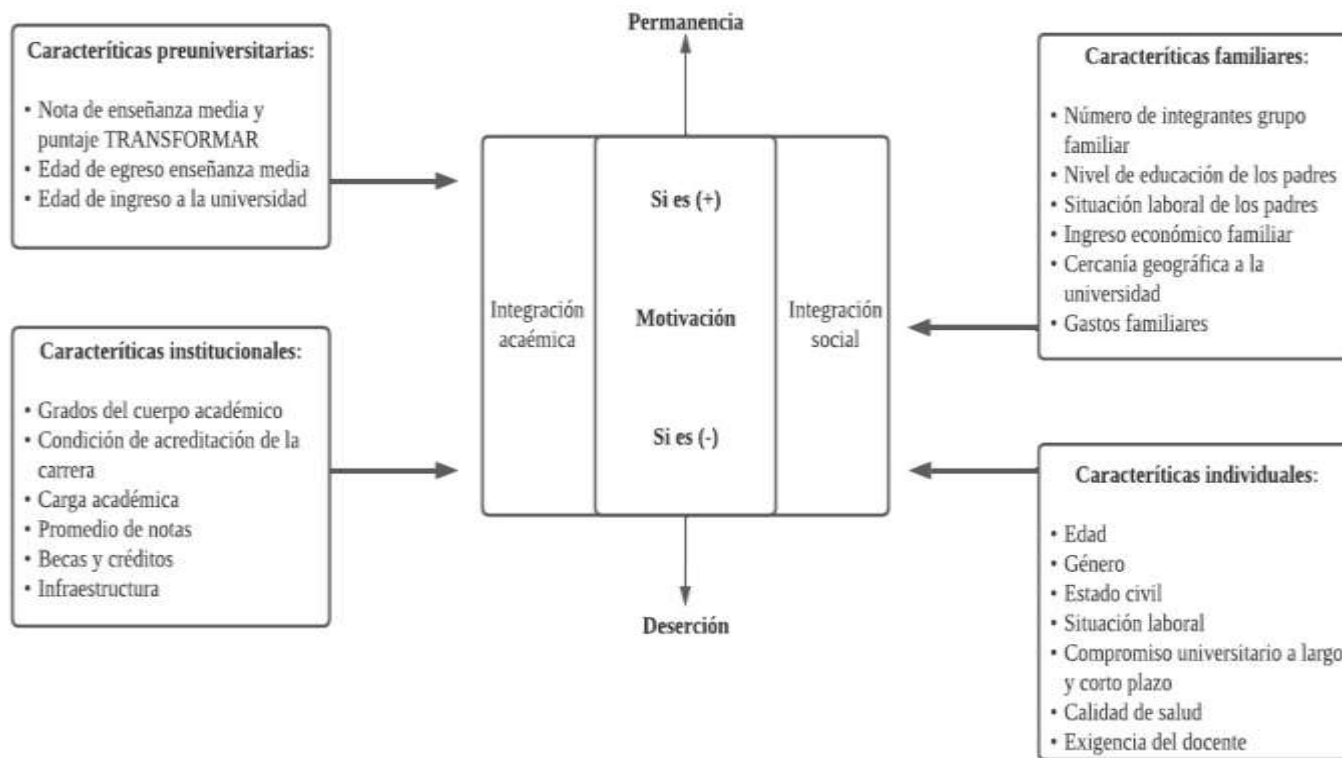 Permanencia
Caracteríticas preuniversitarias:
• Nota de enseñanza media y
puntaje TRANSFORMAR
• Edad de egreso enseñanza media
• Edad de ingreso a la universidad
Caracteríticas institucionales:
• Grados del cuerpo académico
• Condición de acreditación de la
carrera
• Carga académica
• Promedio de notas
• Becas y créditos
• Infraestructura
Integración
acaémica
Si es (+)
Motivación
Si es (-)
Integración
social
Deserción
Caracteríticas familiares:
• Número de integrantes grupo
familiar
• Nivel de educación de los padres
• Situación laboral de los padres
• Ingreso económico familiar
• Cercanía geográfica a la
universidad
• Gastos familiares
Caracteríticas individuales:
• Edad
• Género
• Estado civil
• Situación laboral
• Compromiso universitario a largo
y corto plazo
• Calidad de salud
• Exigencia del docente